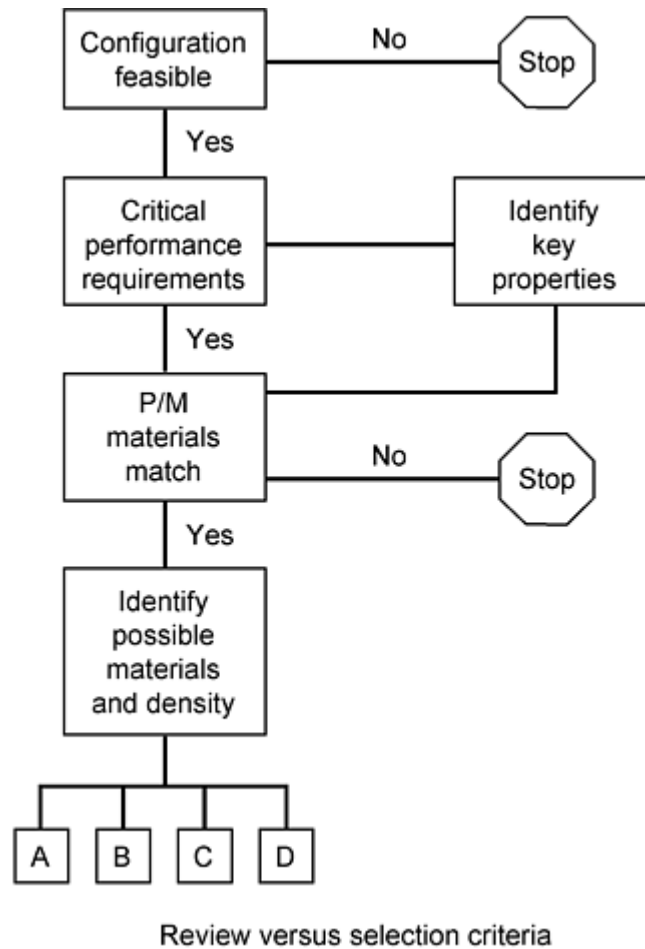 Configuration
feasible
No
Stop
Yes
Critical
performance
requirements
Identify
key
properties
Yes
P/M
materials
match
No
Stop
Yes
Identify
possible
materials
and density
A
B
C
D
Review versus selection criteria